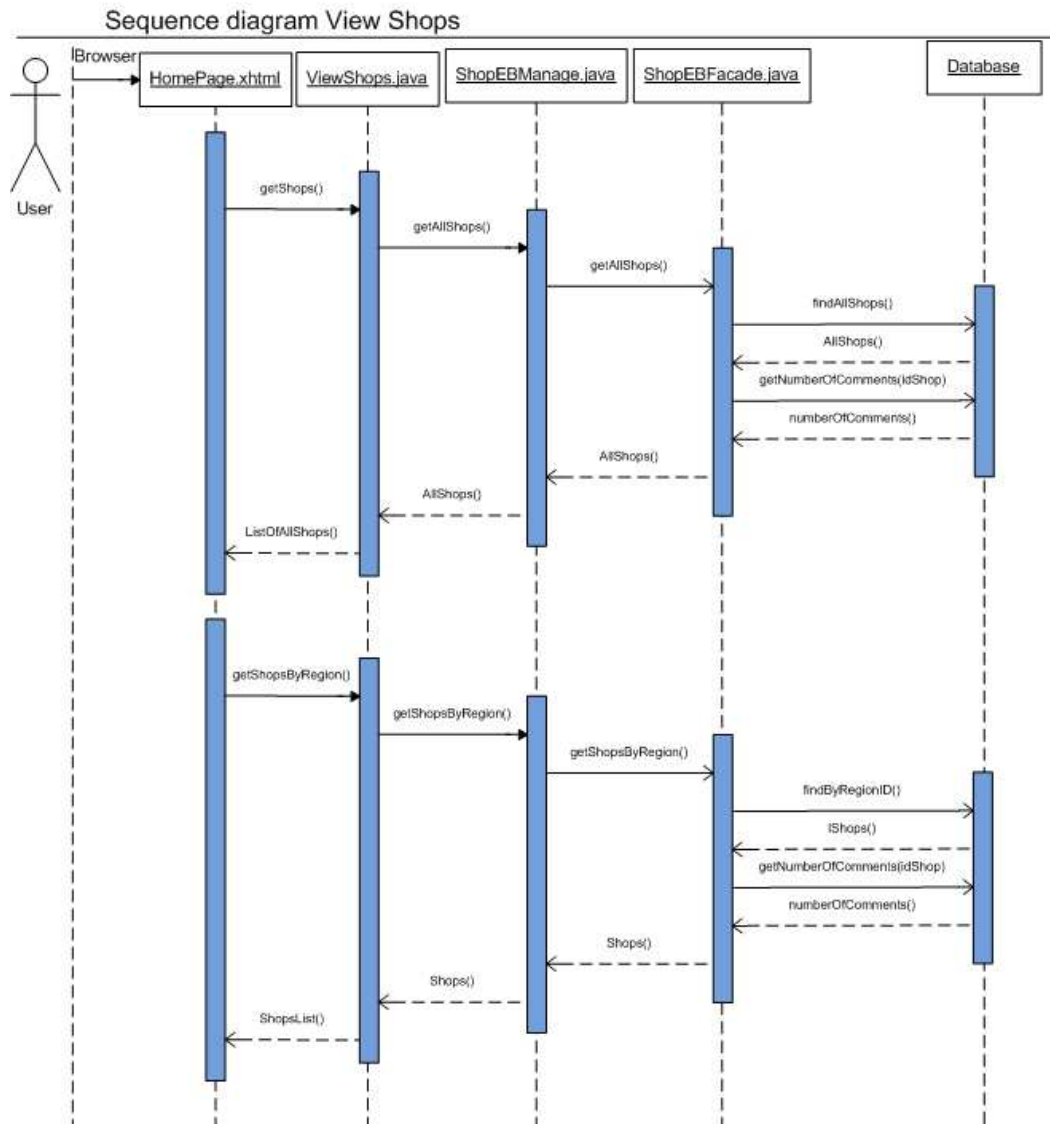 Sequence diagram View Shops
Browser
HomePage.xhtml
ViewShops.java
ShopEBManage.java
ShopEBFacade.java
Database
User
getShops()
getAllShops()
getAllShops()
findAllShops()
AllShops()
getNumberOfComments(idShop)
numberOfComments()
AllShops()
AllShops()
ListOfAllShops()
getShopsByRegion()
getShopsByRegion()
getShopsByRegion()
findByRegionID()
lShops()
getNumberOfComments(idShop)
numberOfComments()
Shops()
Shops()
ShopsList()